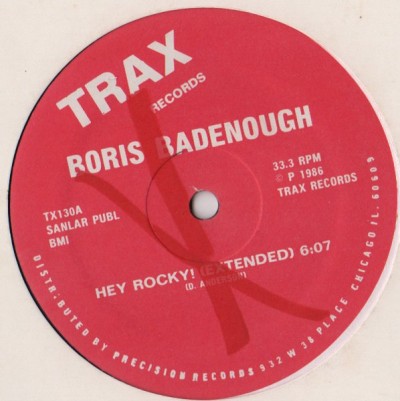 TRAX
RECORDS
BORIS BADENOUGH
TX130A
SANLAR PUBL
BMI
33.3 RPM
© P 1986
TRAX RECORDS
HEY ROCKY! (EXTENDED) 6:07
(D. ANDERSON)
DISTRIBUTED BY PRECISION RECORDS 932 W 38 PLACE CHICAGO IL. 60609